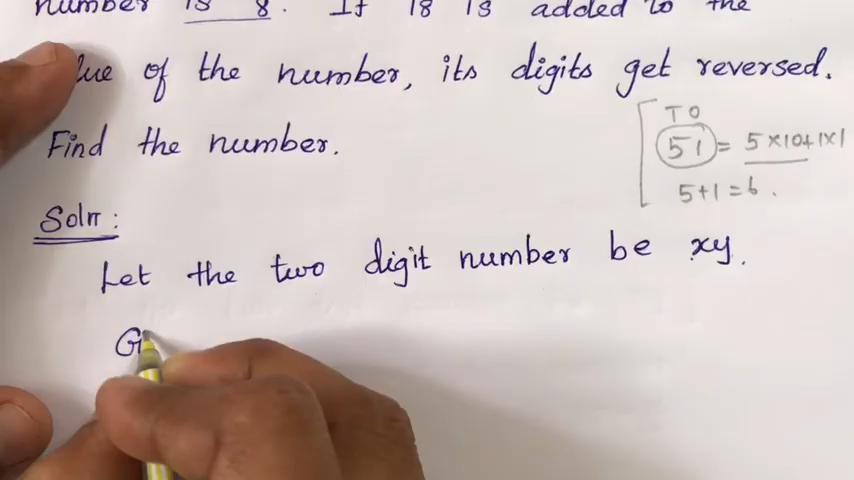 number is 8. If 18 is added to the
of the number, its digits get reversed.
Find the number.
T O
51 = 5×10+1×1
5+1=6.
Soln:
Let the two digit number be xy.
G